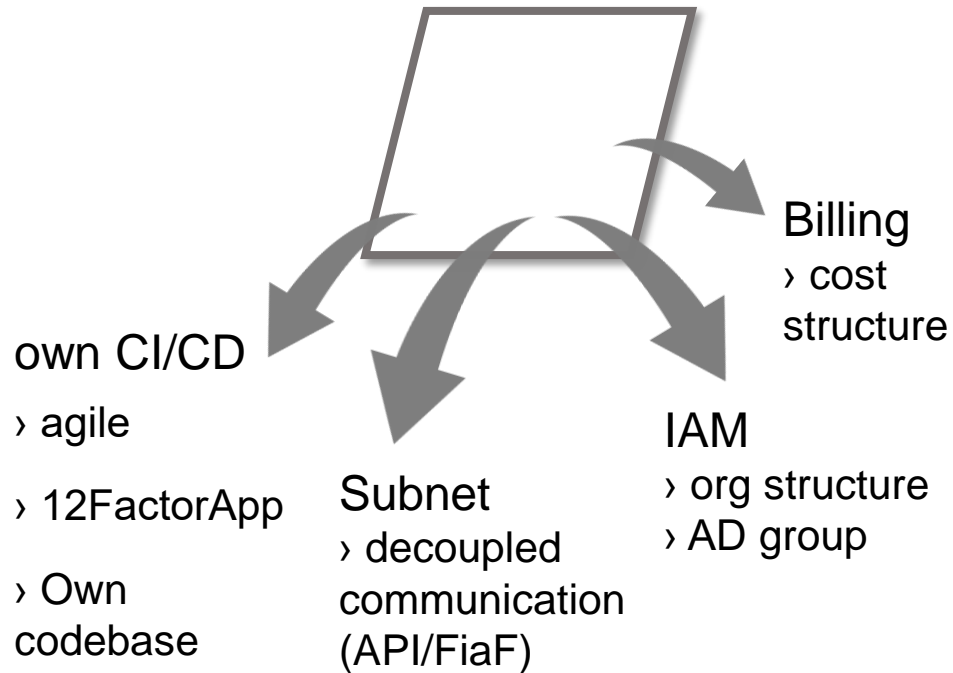 own CI/CD
› agile
› 12FactorApp
› Own
codebase
Subnet
› decoupled
communication
(API/FiaF)
IAM
› org structure
› AD group
Billing
› cost
structure